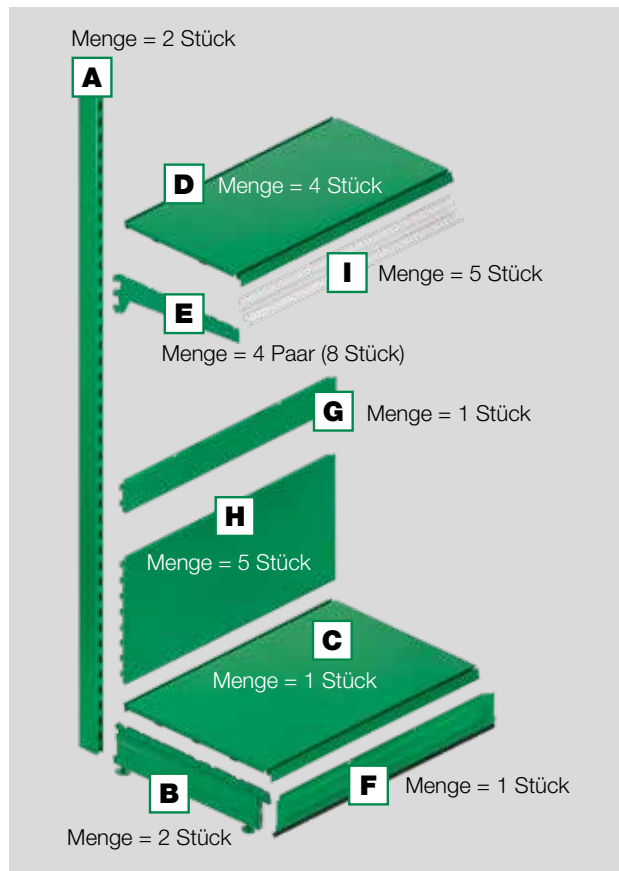 Menge = 2 Stück
A
D Menge = 4 Stück
I Menge = 5 Stück
E
Menge = 4 Paar (8 Stück)
G Menge = 1 Stück
H
Menge = 5 Stück
C
Menge = 1 Stück
F Menge = 1 Stück
B
Menge = 2 Stück